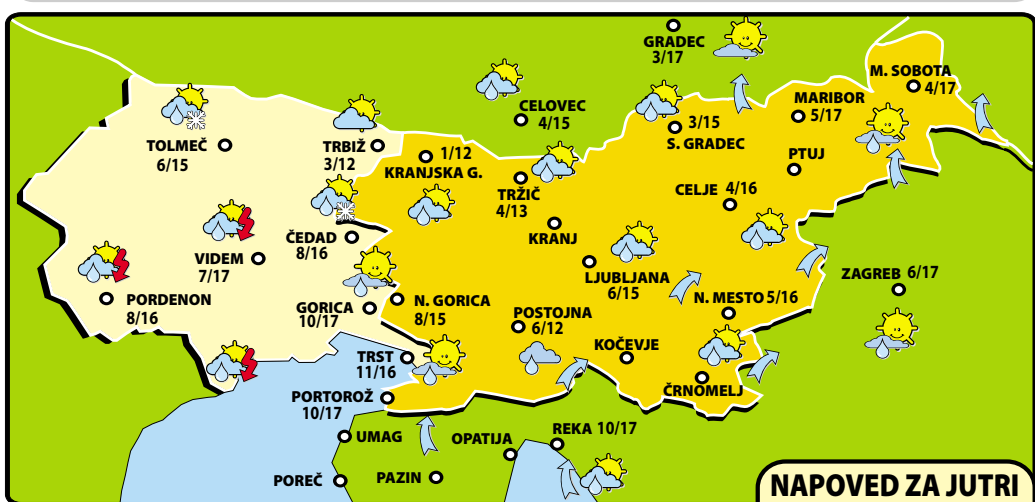 GRADEC
3/17
M. SOBOTA
4/17
MARIBOR
5/17
CELOVEC
4/15
3/15
S. GRADEC
TOLMEČ
6/15
TRBIŽ
3/12
1/12
KRANJSKA G.
PTUJ
TRŽIČ
4/13
CELJE 4/16
KRANJ
ČEDAD
8/16
VIDEM
7/17
LJUBLJANA
6/15
ZAGREB 6/17
PORDENON
8/16
GORICA
10/17
N. GORICA
8/15
N. MESTO 5/16
POSTOJNA
6/12
KOČEVJE
TRST
11/16
ČRNOMELJ
PORTOROŽ
10/17
UMAG
OPATIJA
REKA 10/17
POREČ
PAZIN
NAPOVED ZA JUTRI